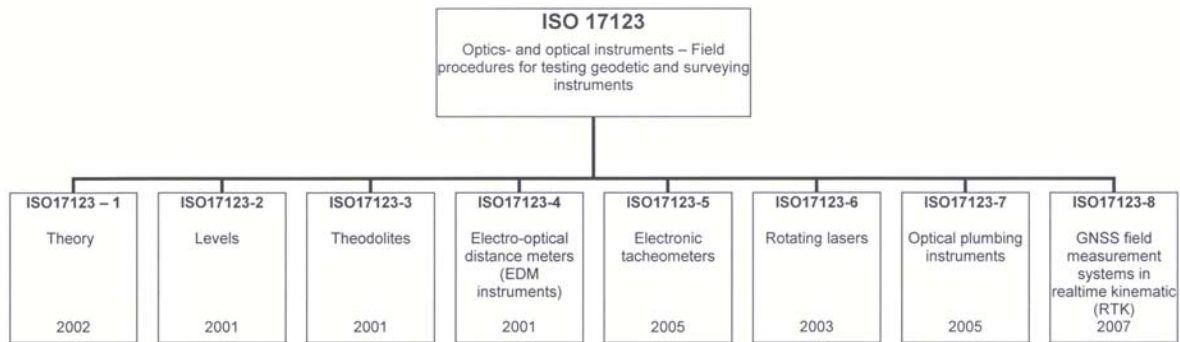 ISO 17123
Optics- and optical instruments – Field
procedures for testing geodetic and surveying
instruments
ISO17123 – 1
Theory
2002
ISO17123-2
Levels
2001
ISO17123-3
Theodolites
2001
ISO17123-4
Electro-optical
distance meters
(EDM
instruments)
2001
ISO17123-5
Electronic
tacheometers
2005
ISO17123-6
Rotating lasers
2003
ISO17123-7
Optical plumbing
instruments
2005
ISO17123-8
GNSS field
measurement
systems in
realtime kinematic
(RTK)
2007